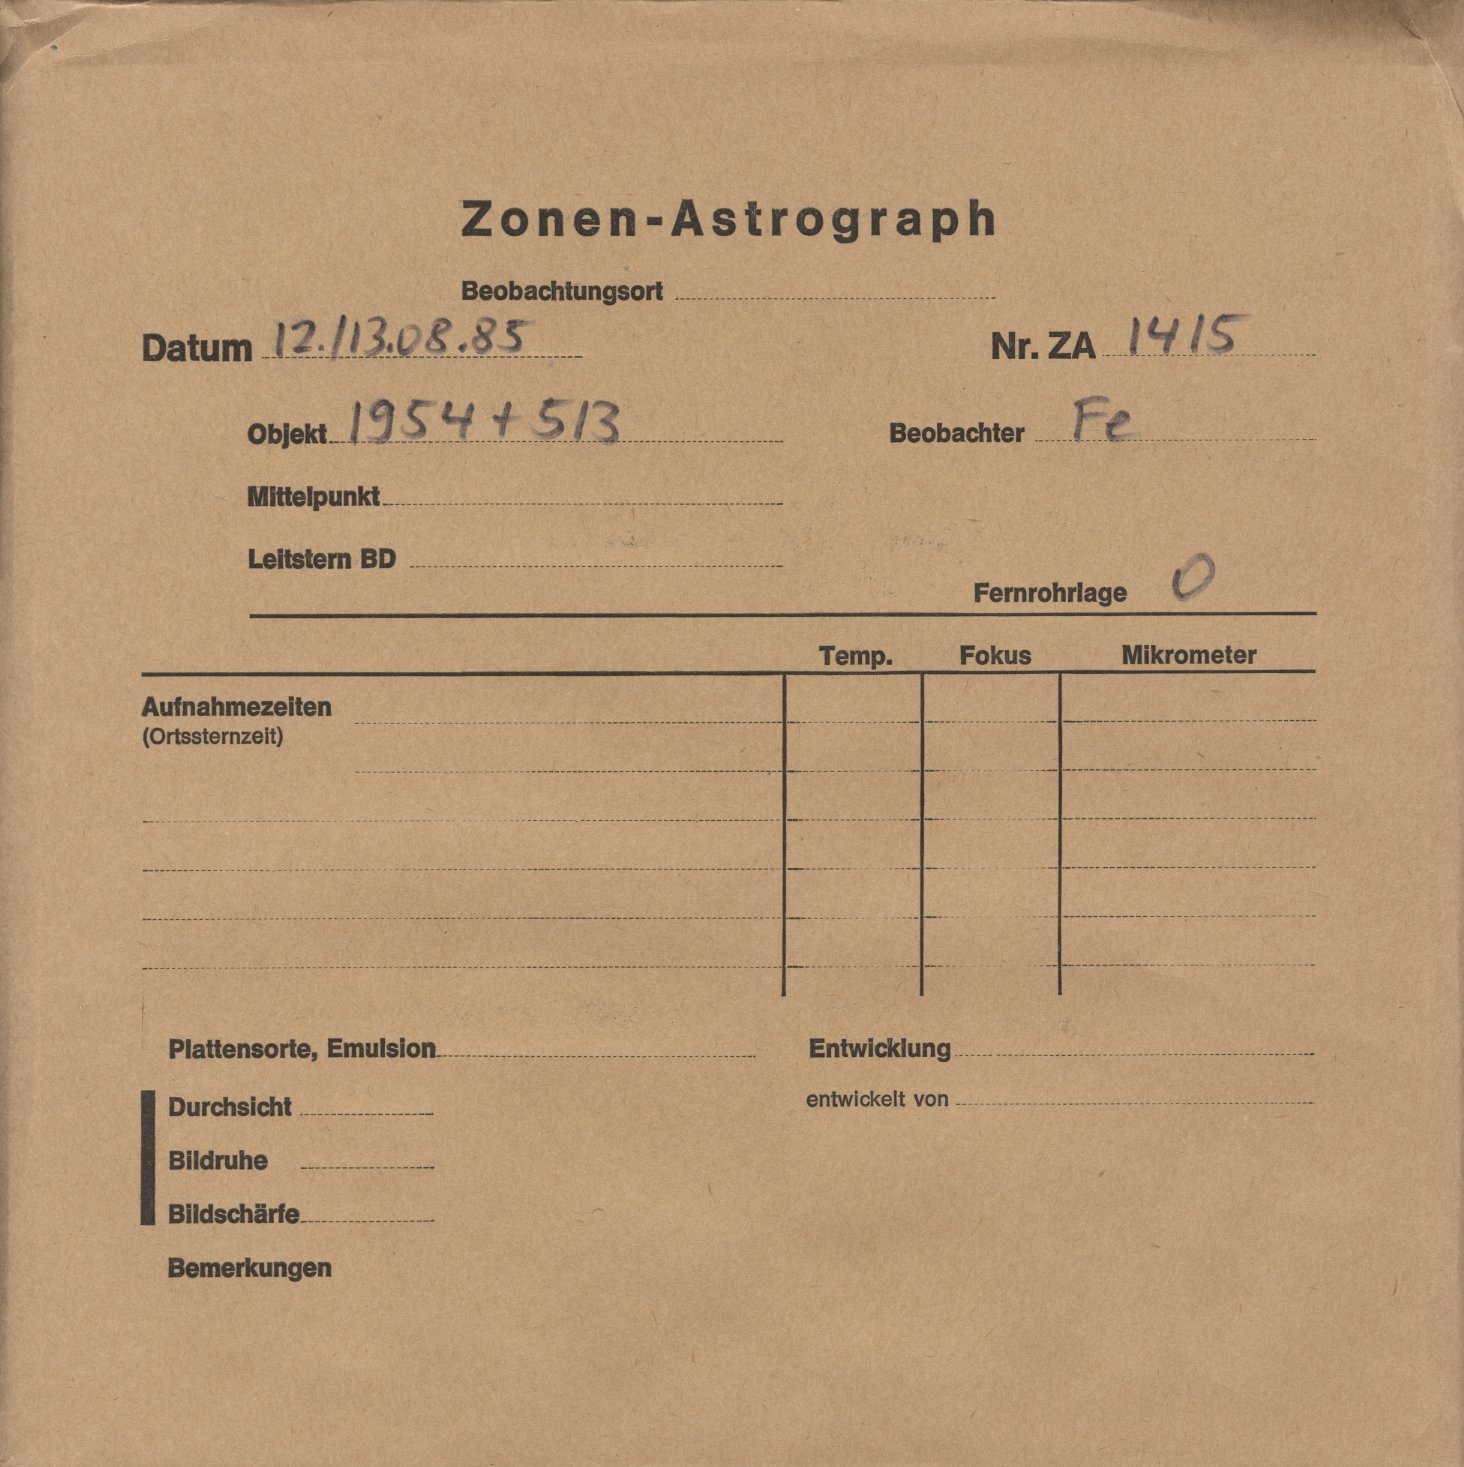 Zonen-Astrograph
Beobachtungsort
Datum 12./13.08.85 Nr. ZA 1415
Objekt 1954+513 Beobachter Fe
Mittelpunkt
Leitstern BD
Fernrohrlage O
Temp. Fokus Mikrometer
Aufnahmezeiten
(Ortssternzeit)
Plattensorte, Emulsion Entwicklung
Durchsicht entwickelt von
Bildruhe
Bildschärfe
Bemerkungen